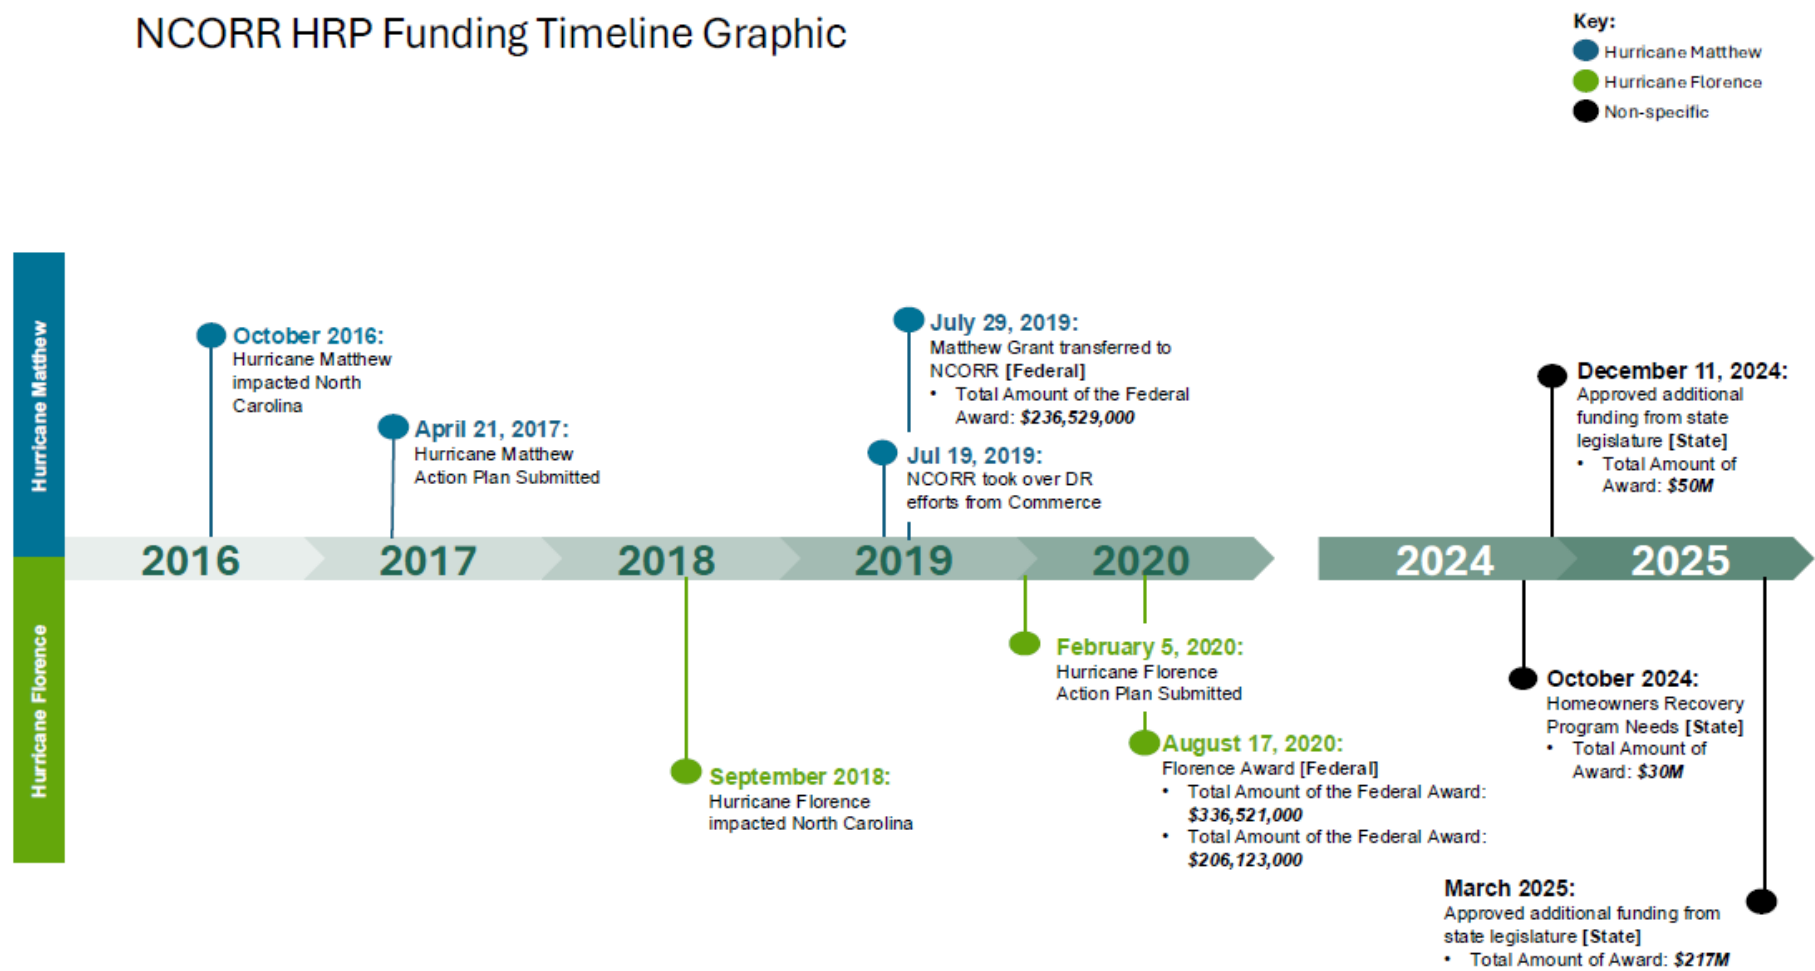 NCORR HRP Funding Timeline Graphic
Key:
Hurricane Matthew
Hurricane Florence
Non-specific
Hurricane Matthew
Hurricane Florence
October 2016:
Hurricane Matthew
impacted North
Carolina
April 21, 2017:
Hurricane Matthew
Action Plan Submitted
July 29, 2019:
Matthew Grant transferred to
NCORR [Federal]
• Total Amount of the Federal
Award: $236,529,000
Jul 19, 2019:
NCORR took over DR
efforts from Commerce
December 11, 2024:
Approved additional
funding from state
legislature [State]
• Total Amount of
Award: $50M
2016
2017
2018
2019
2020
2024
2025
September 2018:
Hurricane Florence
impacted North Carolina
February 5, 2020:
Hurricane Florence
Action Plan Submitted
August 17, 2020:
Florence Award [Federal]
• Total Amount of the Federal Award:
$336,521,000
• Total Amount of the Federal Award:
$206,123,000
October 2024:
Homeowners Recovery
Program Needs [State]
• Total Amount of
Award: $30M
March 2025:
Approved additional funding from
state legislature [State]
• Total Amount of Award: $217M